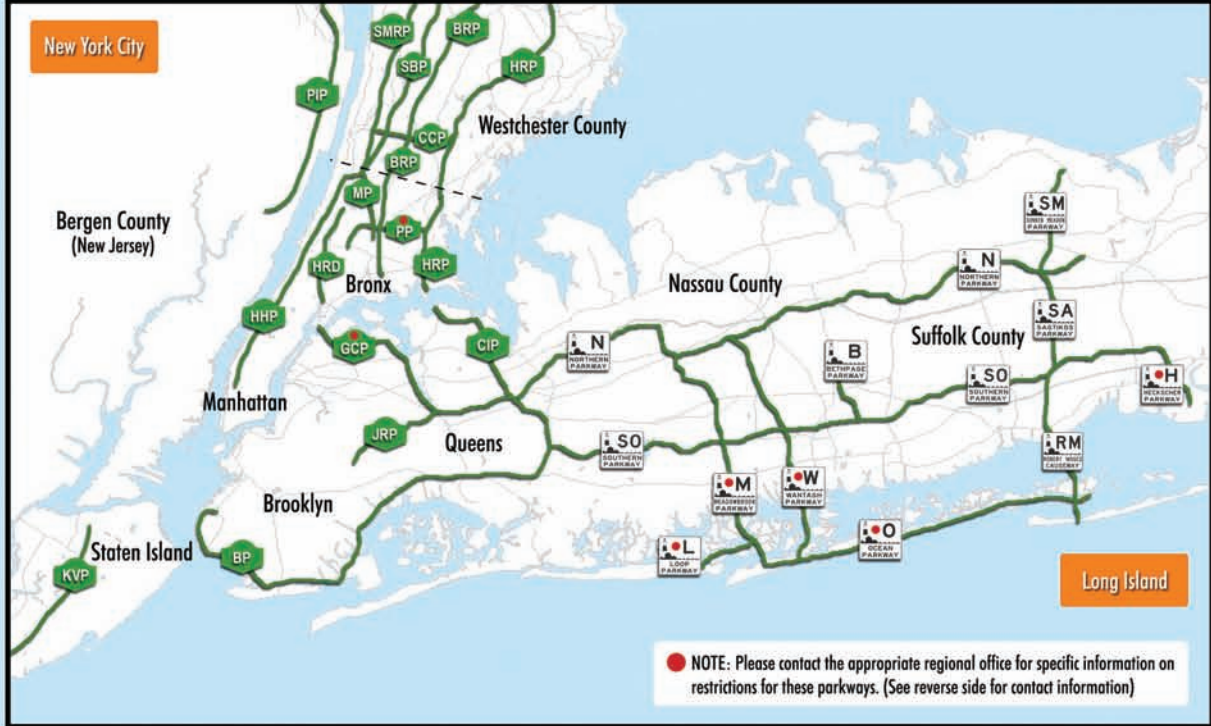 New York City
SMRP
BRP
SBP
HRP
PIP
Westchester County
CCP
BRP
MP
Bergen County
(New Jersey)
PP
HRD
HRP
Bronx
HHP
GCP
CIP
Manhattan
JRP
Queens
Brooklyn
Staten Island
BP
KVP
Nassau County
Suffolk County
SM
PARKWAY
N
NORTHERN
PARKWAY
SA
SAGTIKOS
PARKWAY
N
NORTHERN
PARKWAY
B
BETHPAGE
PARKWAY
SO
SOUTHERN
PARKWAY
H
HECKSCHER
PARKWAY
SO
SOUTHERN
PARKWAY
RM
ROBERT MOSES
CAUSEWAY
M
MEADOWBROOK
PARKWAY
W
WANTAGH
PARKWAY
L
LOOP
PARKWAY
O
OCEAN
PARKWAY
Long Island
NOTE: Please contact the appropriate regional office for specific information on
restrictions for these parkways. (See reverse side for contact information)